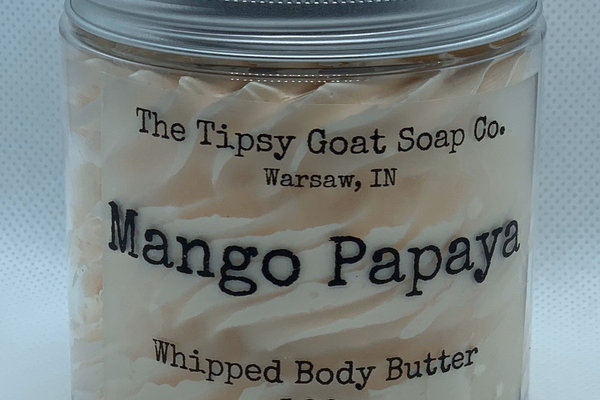 The Tipsy Goat Soap Co.
Warsaw, IN
Mango Papaya
Whipped Body Butter